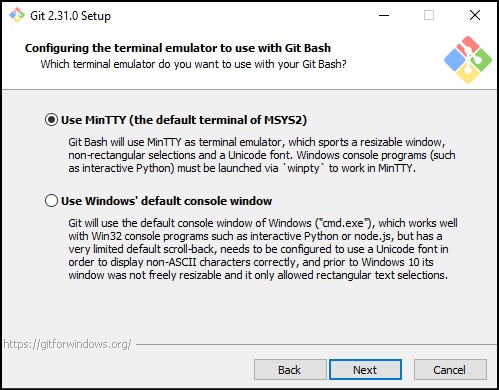 Git 2.31.0 Setup
Configuring the terminal emulator to use with Git Bash
Which terminal emulator do you want to use with your Git Bash?
Use MinTTY (the default terminal of MSYS2)
Git Bash will use MinTTY as terminal emulator, which sports a resizable window,
non-rectangular selections and a Unicode font. Windows console programs (such
as interactive Python) must be launched via `winpty` to work in MinTTY.
Use Windows' default console window
Git will use the default console window of Windows ("cmd.exe"), which works well
with Win32 console programs such as interactive Python or node.js, but has a
very limited default scroll-back, needs to be configured to use a Unicode font in
order to display non-ASCII characters correctly, and prior to Windows 10 its
window was not freely resizable and it only allowed rectangular text selections.
https://gitforwindows.org/
Back
Next
Cancel